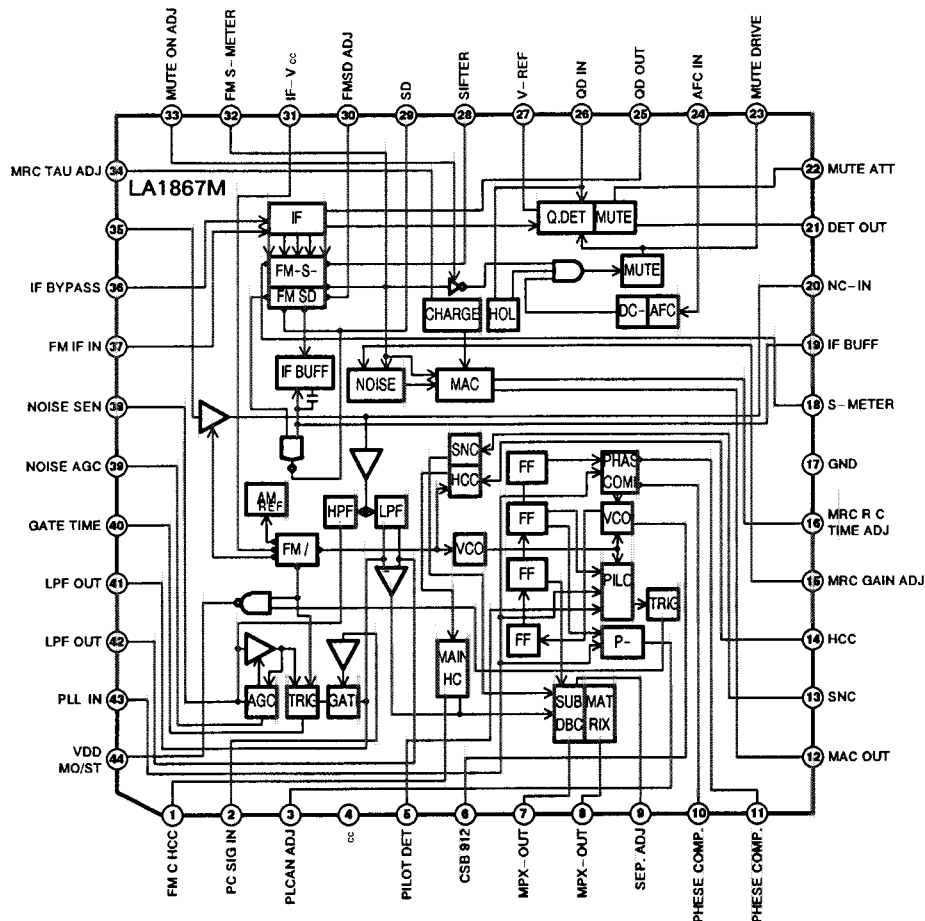 MUTE ON ADJ
FM S-METER
IF-Vcc
FMSD ADJ
SD
SIFTER
V-REF
QD IN
QD OUT
AFC IN
MUTE DRIVE
33
32
31
30
29
28
27
26
25
24
23
MRC TAU ADJ 34
LA1867M
22 MUTE ATT
35
IF
Q.DET MUTE
21 DET OUT
FM-S-
MUTE
IF BYPASS 36
FM SD
20 NC-IN
CHARGE HOL
DC- AFC
FM IF IN 37
19 IF BUFF
IF BUFF
NOISE
MAC
NOISE SEN 38
18 S-METER
SNC
HCC
FF
PHAS
COMP
17 GND
NOISE AGC 39
AM
REF
HPF
LPF
FF
VCO
16 MRC R C
TIME ADJ
GATE TIME 40
FM /
VCO
FF
PILC
15 MRC GAIN ADJ
LPF OUT 41
TRIG
FF
P-
14 HCC
LPF OUT 42
MAIN
HC
PLL IN 43
AGC
TRIG
GAT
SUB
DBC
MAT
RIX
13 SNC
VDD
MO/ST
44
12 MAC OUT
1
2
3
4
5
6
7
8
9
10
11
FM C HCC
PC SIG IN
PLCAN ADJ
cc
PILOT DET
CSB 912
MPX-OUT
MPX-OUT
SEP. ADJ
PHESE COMP.
PHESE COMP.